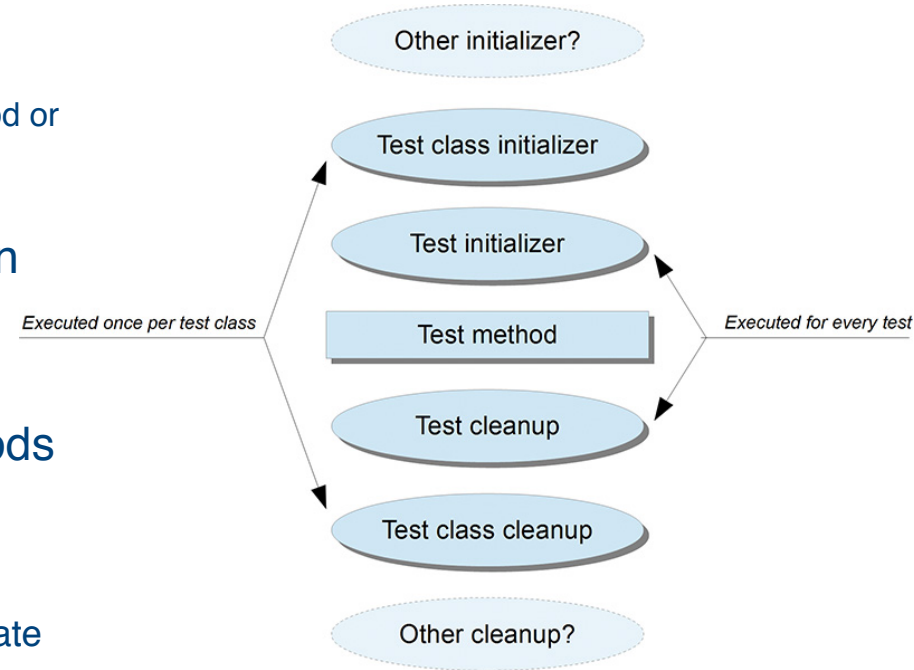 Other initializer?
od or
Test class initializer
n
Test initializer
Executed once per test class
Test method
Executed for every test
ods
Test cleanup
Test class cleanup
ate
Other cleanup?